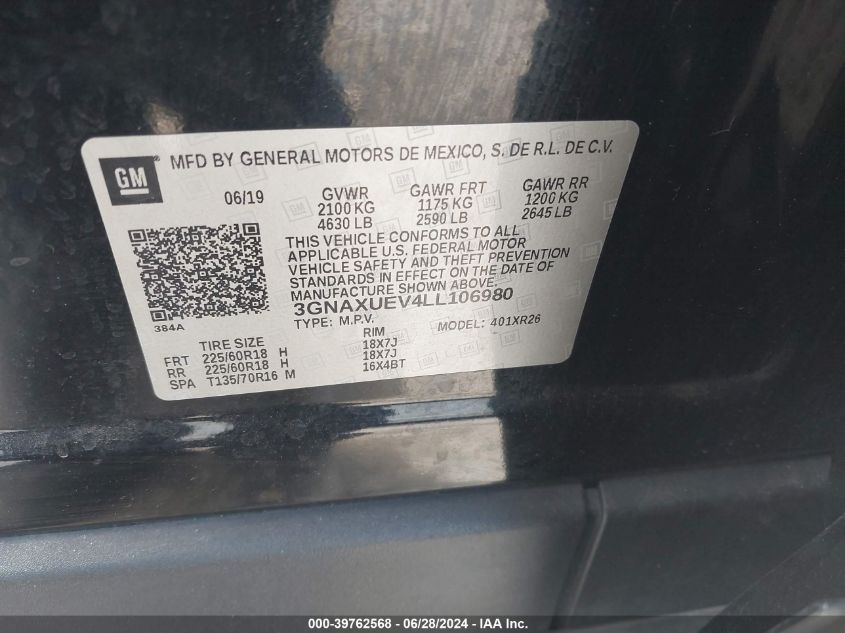 GM
MFD BY GENERAL MOTORS DE MEXICO, S. DE R.L. DE C.V.
06/19 GVWR GAWR FRT GAWR RR
2100 KG 1175 KG 1200 KG
4630 LB 2590 LB 2645 LB
THIS VEHICLE CONFORMS TO ALL
APPLICABLE U.S. FEDERAL MOTOR
VEHICLE SAFETY AND THEFT PREVENTION
STANDARDS IN EFFECT ON THE DATE OF
MANUFACTURE SHOWN ABOVE.
3GNAXUEV4LL106980
384A
TYPE: M.P.V. MODEL: 401XR26
TIRE SIZE RIM
FRT 225/60R18 H 18X7J
RR 225/60R18 H 18X7J
SPA T135/70R16 M 16X4BT
000-39762568 - 06/28/2024 - IAA Inc.